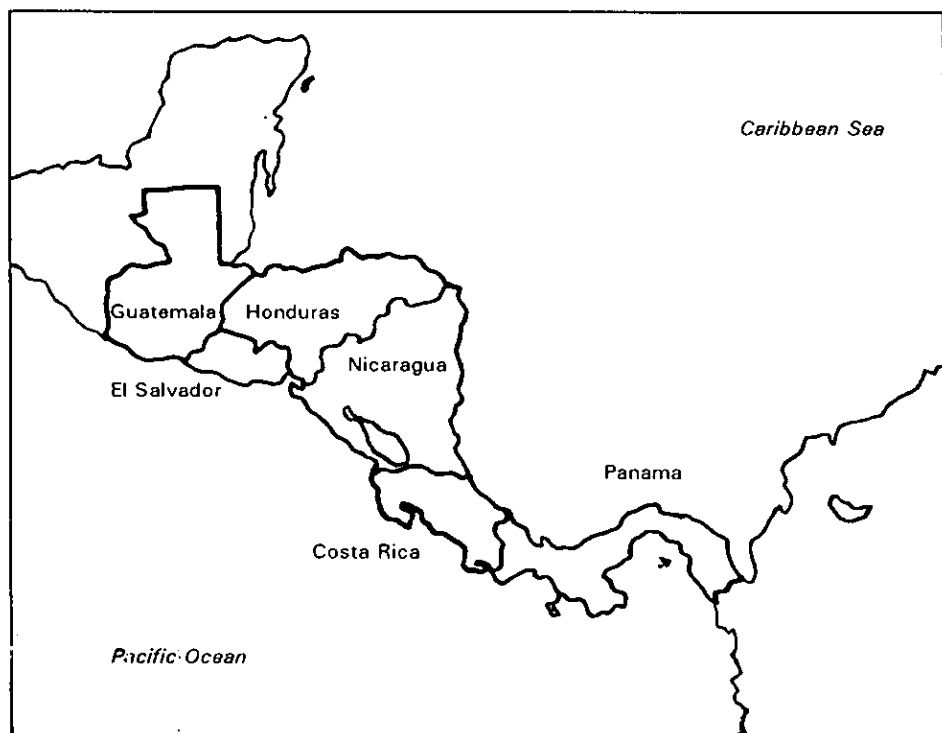 Caribbean Sea
Guatemala
Honduras
Nicaragua
El Salvador
Panama
Costa Rica
Pacific Ocean